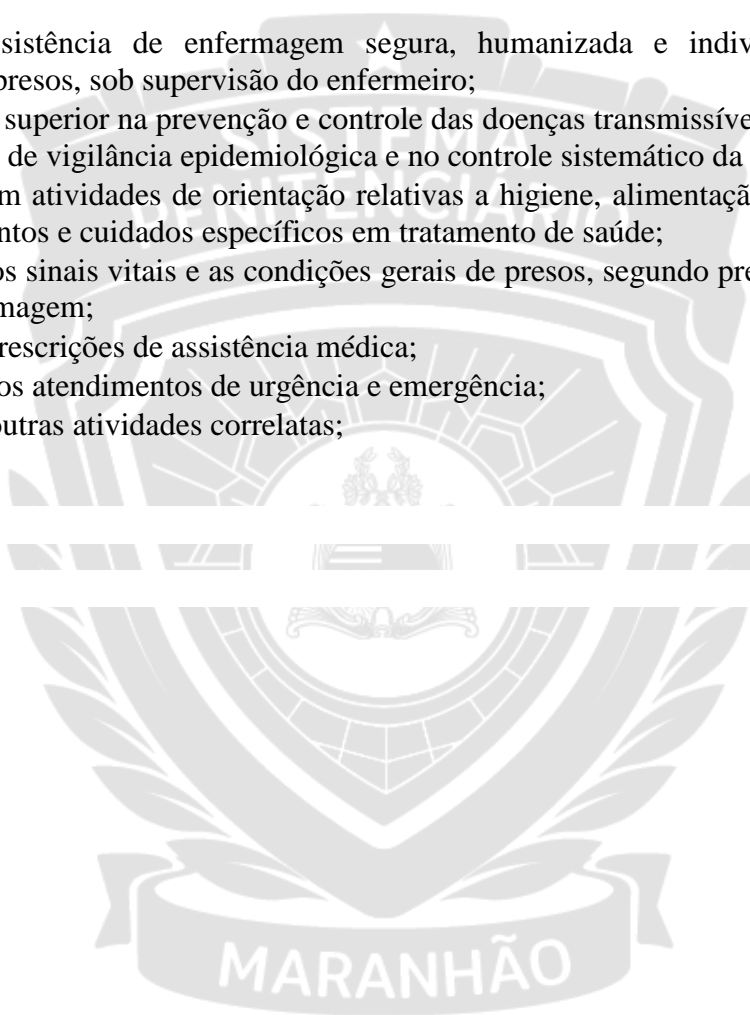 sistência de enfermagem segura, humanizada e indiv
presos, sob supervisão do enfermeiro;
superior na prevenção e controle das doenças transmissíve
de vigilância epidemiológica e no controle sistemático da
m atividades de orientação relativas a higiene, alimentaçã
ntos e cuidados específicos em tratamento de saúde;
os sinais vitais e as condições gerais de presos, segundo pre
magem;
rescrições de assistência médica;
os atendimentos de urgência e emergência;
outras atividades correlatas;
SISTEMA
PENITENCIÁRIO
MARANHÃO